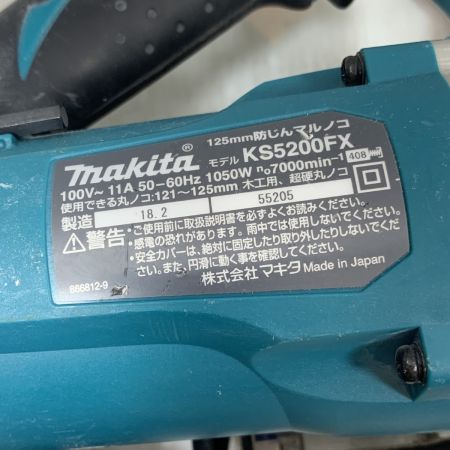 125mm防じんマルノコ
makita® モデル KS5200FX
100V~ 11A 50-60Hz 1050W n₀7000min-1 408
使用できる丸ノコ:121~125mm 木工用、超硬丸ノコ
製造 18.2 55205
⚠警告 ・ご使用前に取扱説明書を必ずよくお読みください。
・感電の恐れがあります。雨中では使用しないでください。
・安全カバーは、絶対に固定したり取り外したりしないでください。また、円滑に動く事を確認してください。
株式会社 マキタ Made in Japan
866812-9